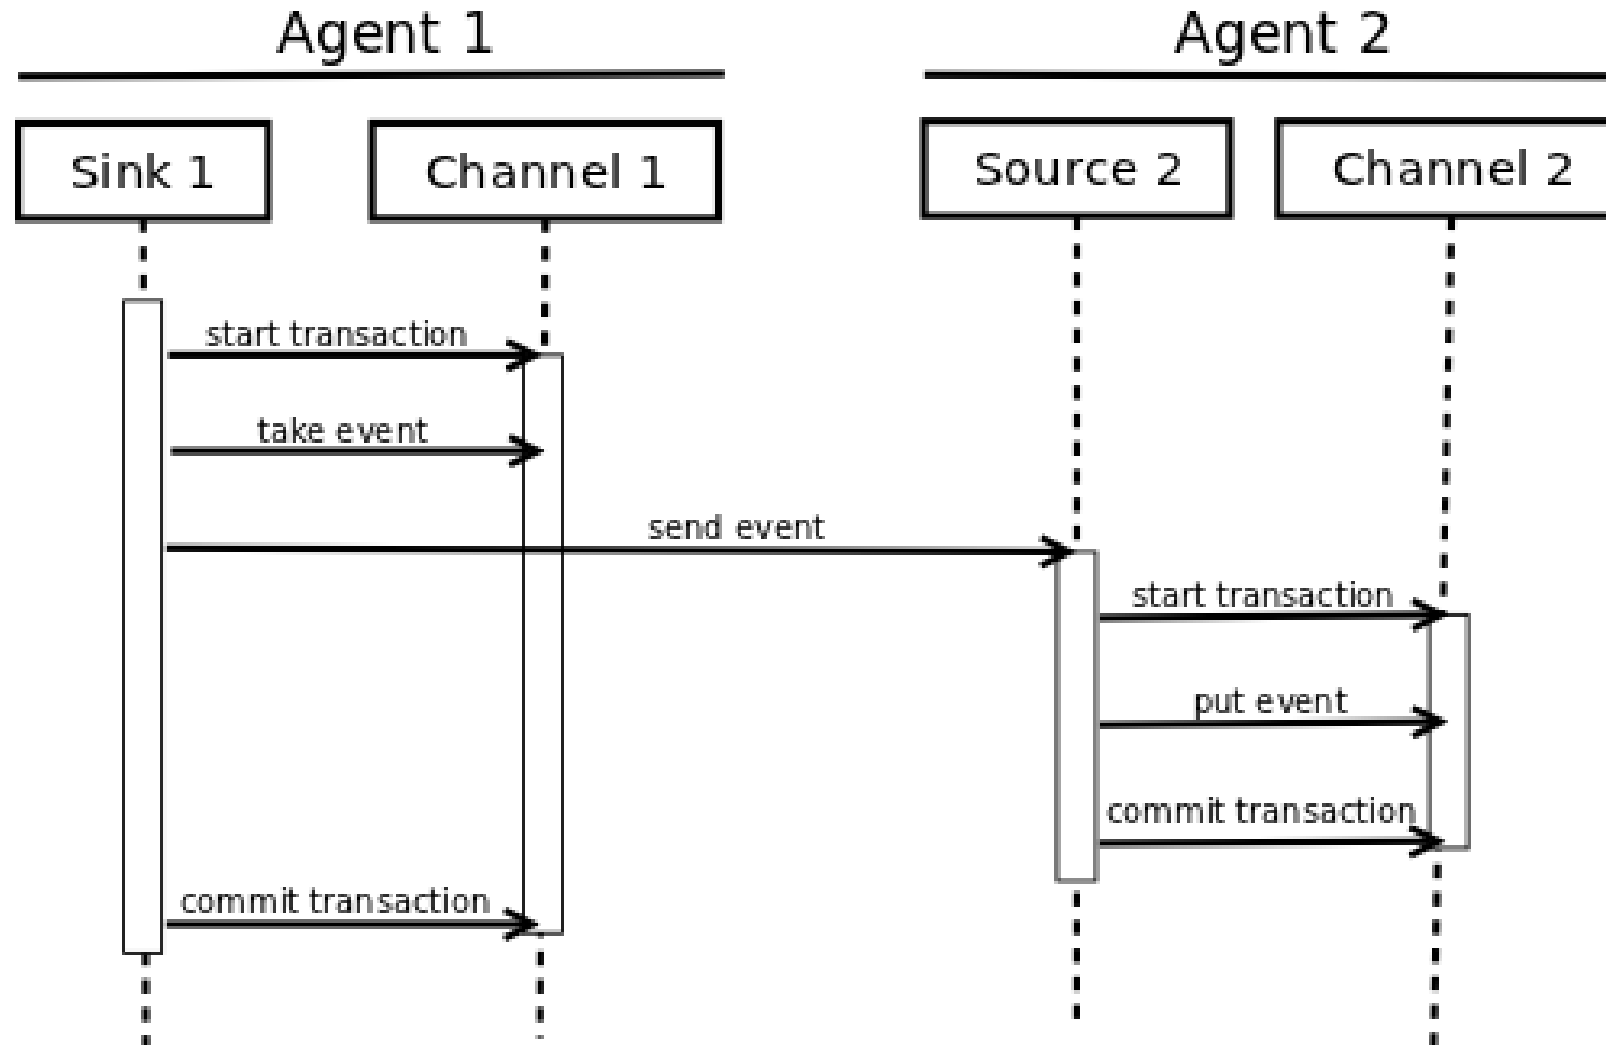 Agent 1
Agent 2
Sink 1
Channel 1
Source 2
Channel 2
start transaction
take event
send event
start transaction
put event
commit transaction
commit transaction